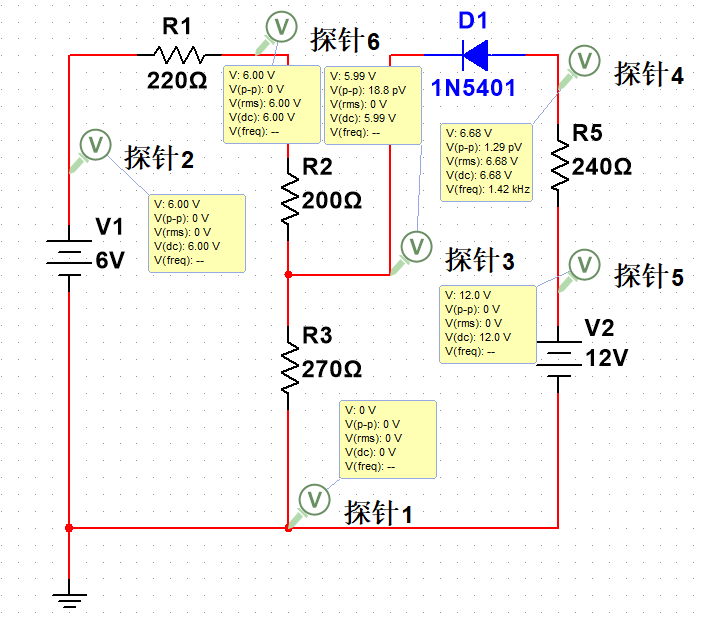 R1
220Ω
探针6
V: 6.00 V
V(p-p): 0 V
V(rms): 6.00 V
V(dc): 6.00 V
V(freq): --
V: 5.99 V
V(p-p): 18.8 pV
V(rms): 0 V
V(dc): 5.99 V
V(freq): --
D1
1N5401
探针4
V: 6.68 V
V(p-p): 1.29 pV
V(rms): 6.68 V
V(dc): 6.68 V
V(freq): 1.42 kHz
R5
240Ω
探针2
V: 6.00 V
V(p-p): 0 V
V(rms): 0 V
V(dc): 6.00 V
V(freq): --
R2
200Ω
V1
6V
探针3
探针5
V: 12.0 V
V(p-p): 0 V
V(rms): 0 V
V(dc): 12.0 V
V(freq): --
V2
12V
R3
270Ω
V: 0 V
V(p-p): 0 V
V(rms): 0 V
V(dc): 0 V
V(freq): --
探针1
V
V
V
V
V
V